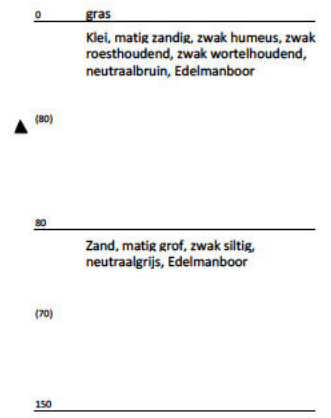 0 gras
Klei, matig zandig, zwak humeus, zwak
roesthoudend, zwak wortelhoudend,
neutraalbruin, Edelmanboor
(80)
80
Zand, matig grof, zwak siltig,
neutraalgrijs, Edelmanboor
(70)
150